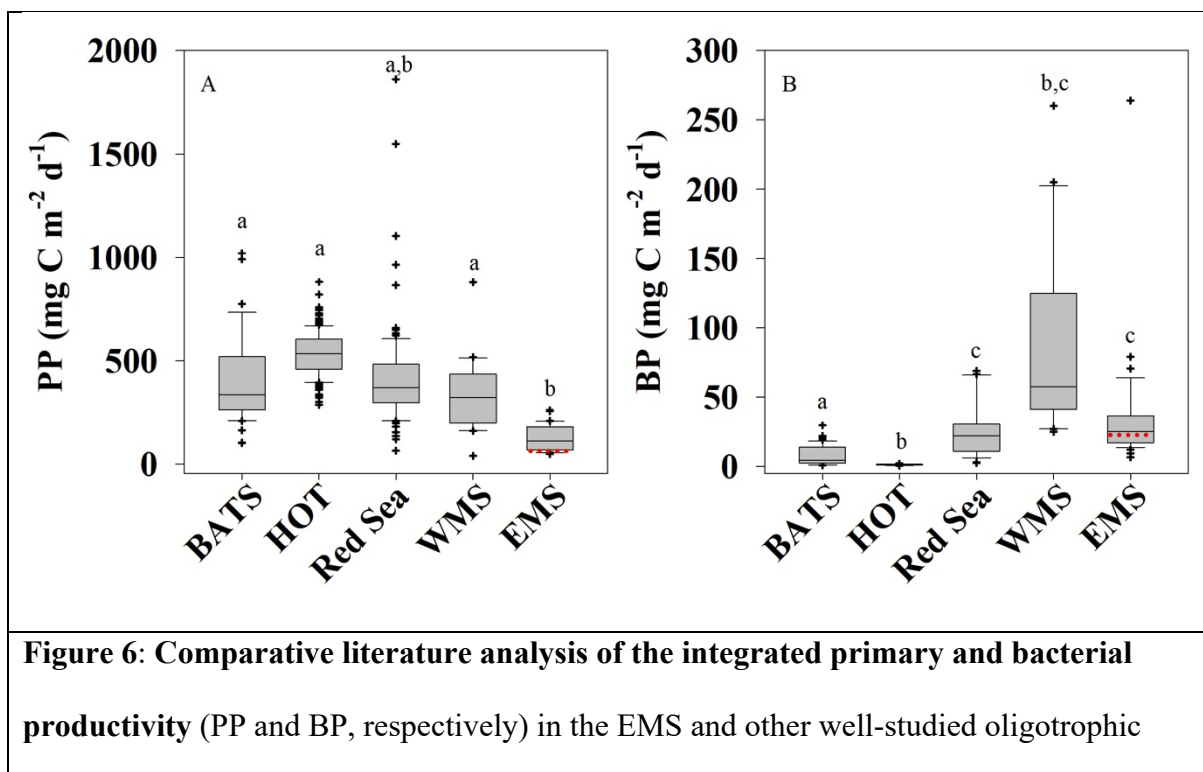 A
PP (mg C m⁻² d⁻¹)
2000
1500
1000
500
0
a
a
a,b
a
b
BATS
HOT
Red Sea
WMS
EMS
B
BP (mg C m⁻² d⁻¹)
300
250
200
150
100
50
0
a
b
c
b,c
c
BATS
HOT
Red Sea
WMS
EMS
Figure 6: Comparative literature analysis of the integrated primary and bacterial
productivity (PP and BP, respectively) in the EMS and other well-studied oligotrophic